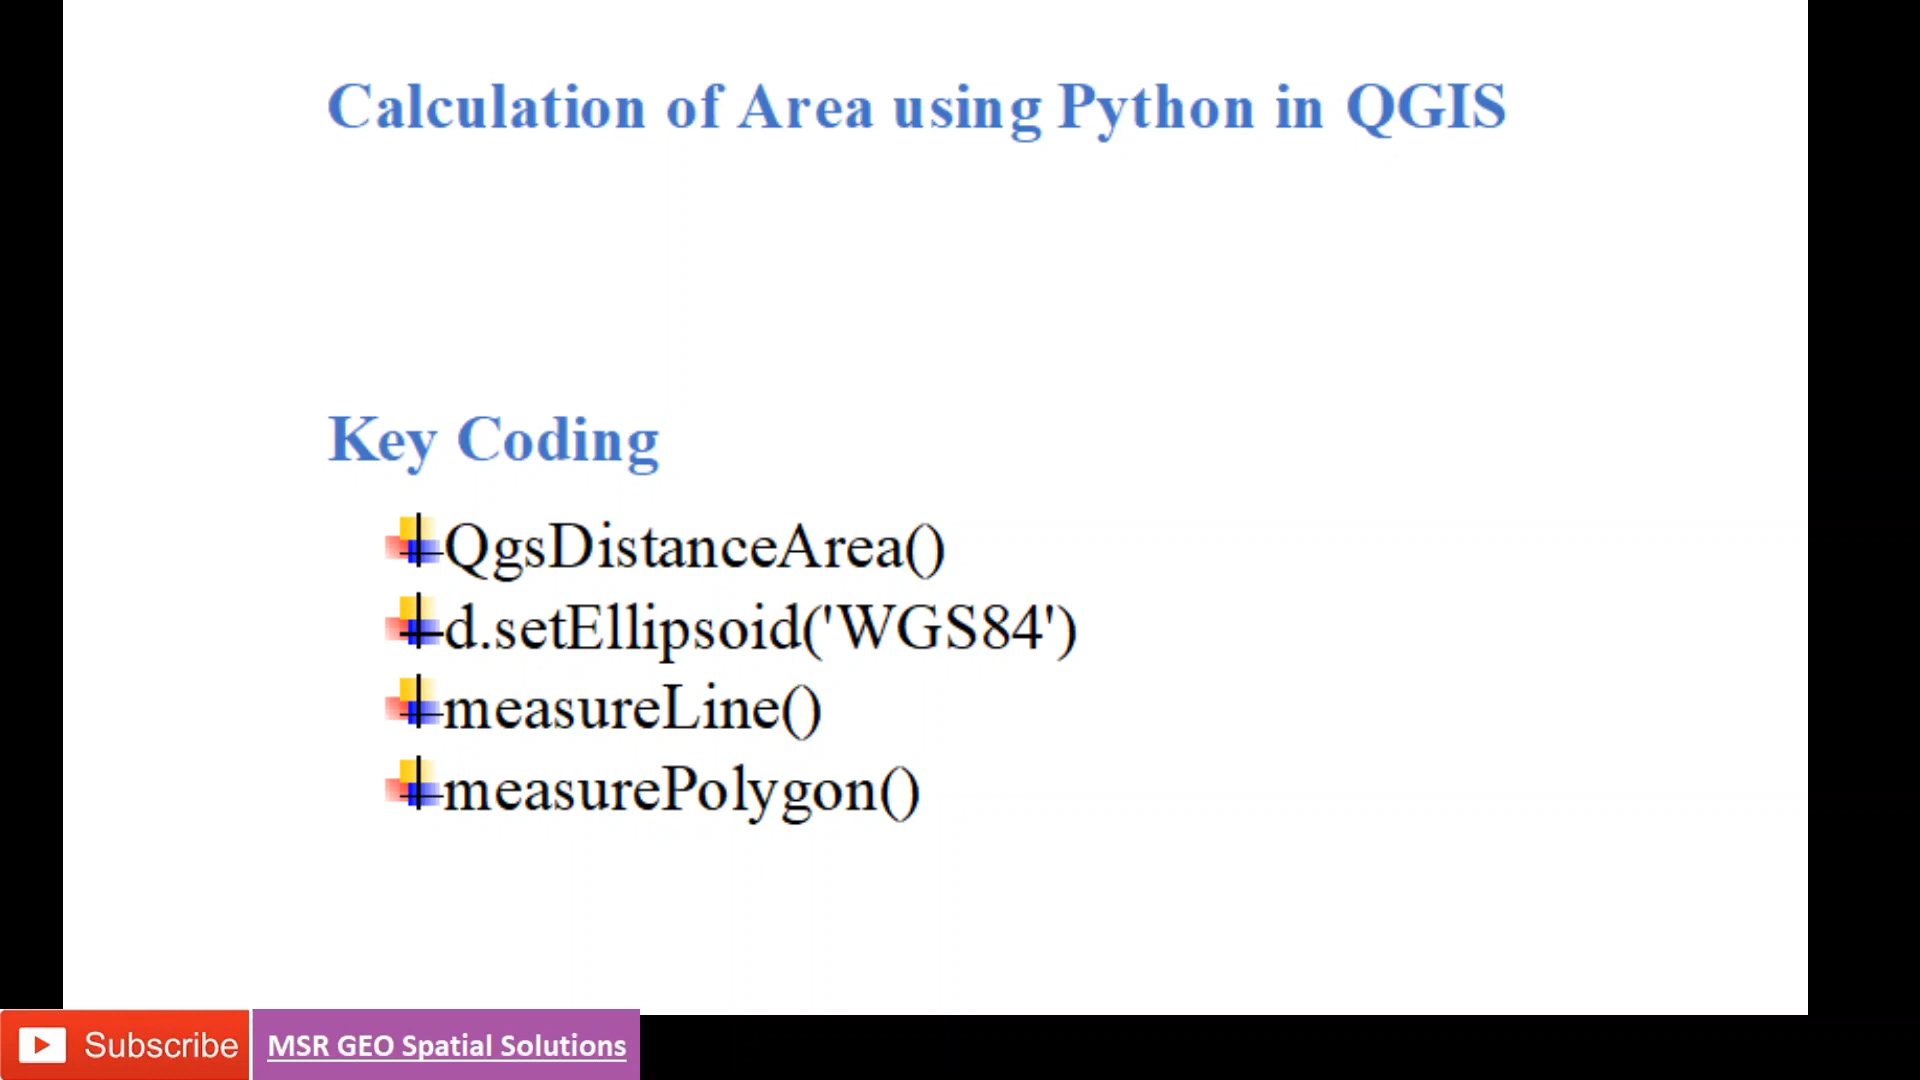 Calculation of Area using Python in QGIS
Key Coding
QgsDistanceArea()
d.setEllipsoid('WGS84')
measureLine()
measurePolygon()
Subscribe
MSR GEO Spatial Solutions